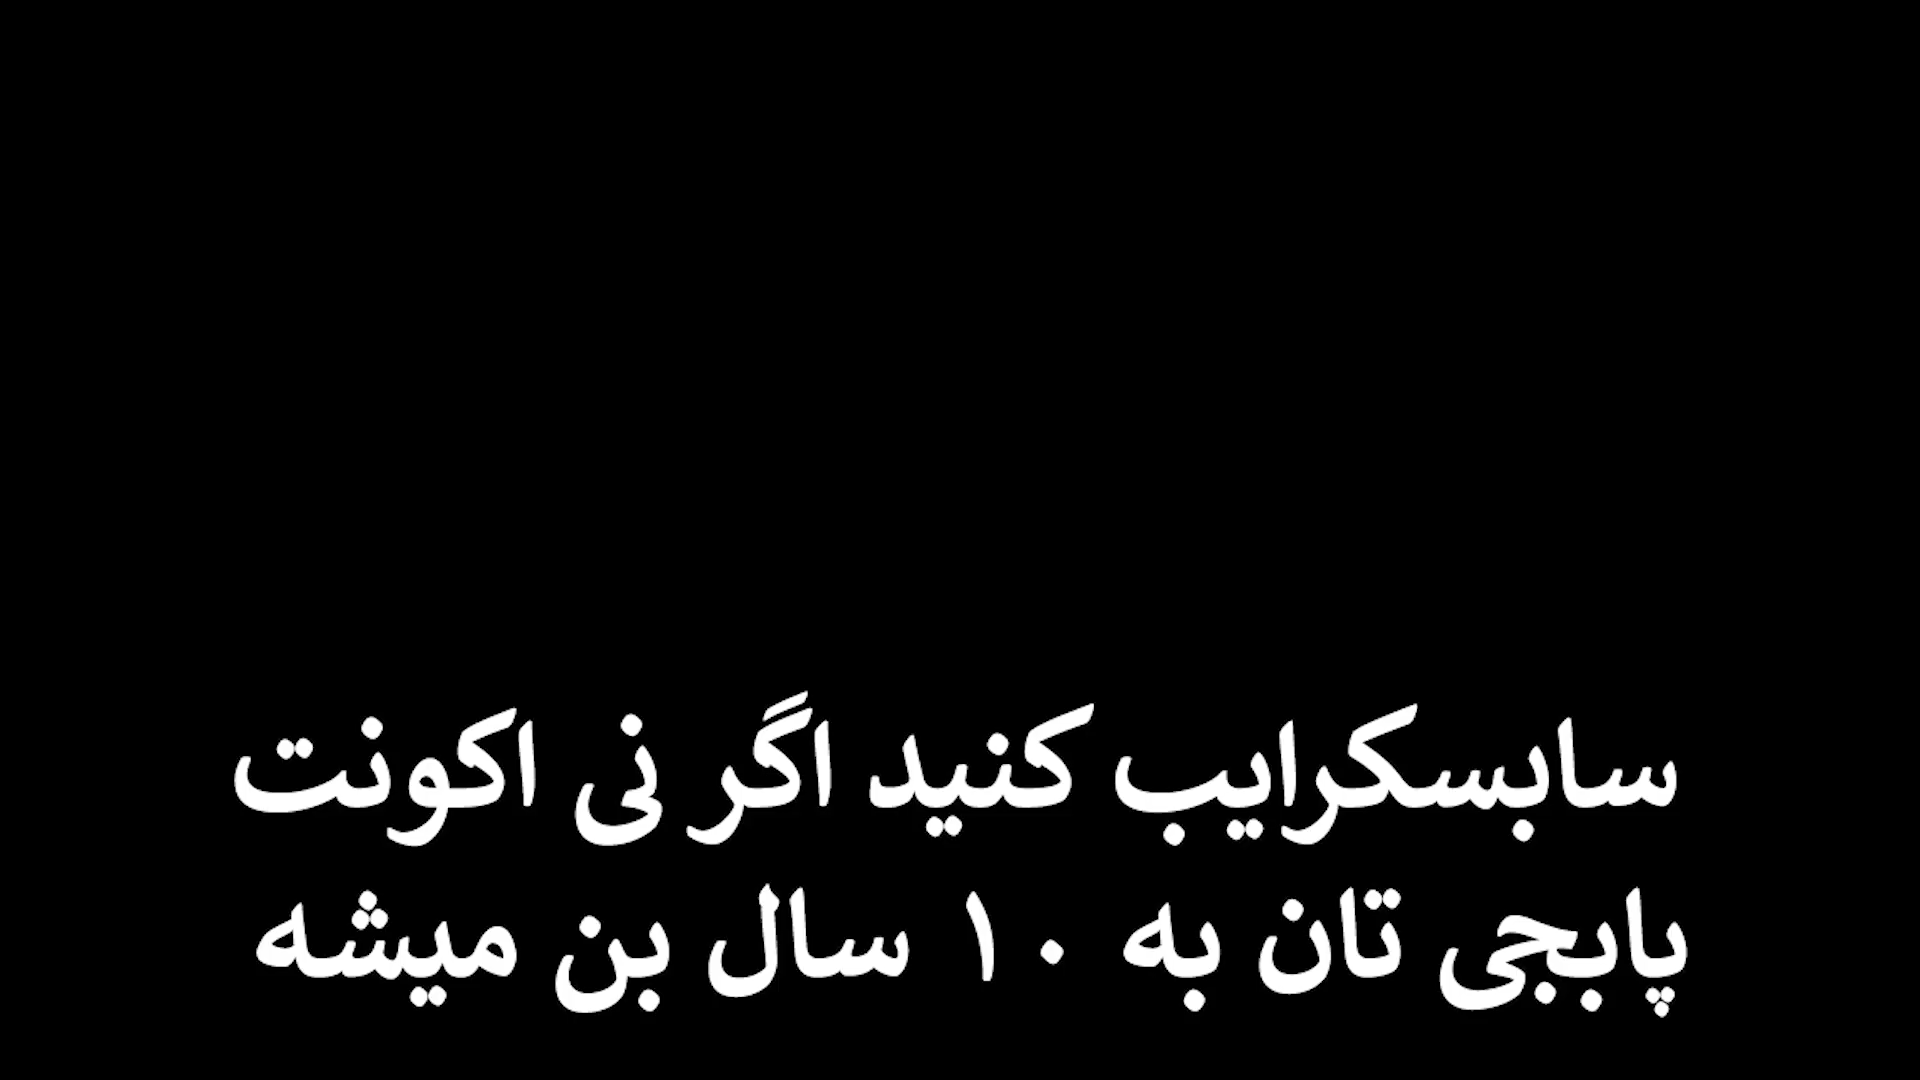 سابسکرایب کنید اگر نی اکونت
پابجی تان به ۱۰ سال بن میشه